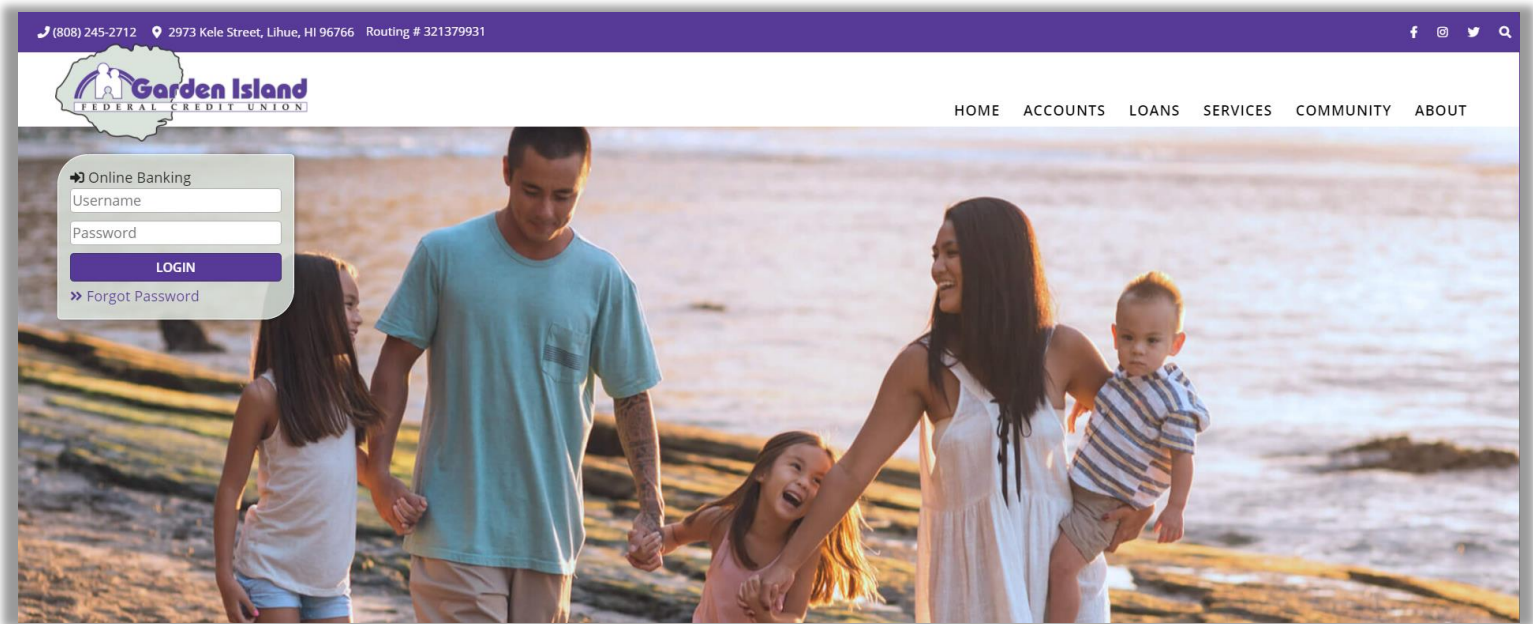 (808) 245-2712 2973 Kele Street, Lihue, HI 96766 Routing # 321379931
Garden Island
FEDERAL CREDIT UNION
HOME ACCOUNTS LOANS SERVICES COMMUNITY ABOUT
Online Banking
Username
Password
LOGIN
Forgot Password